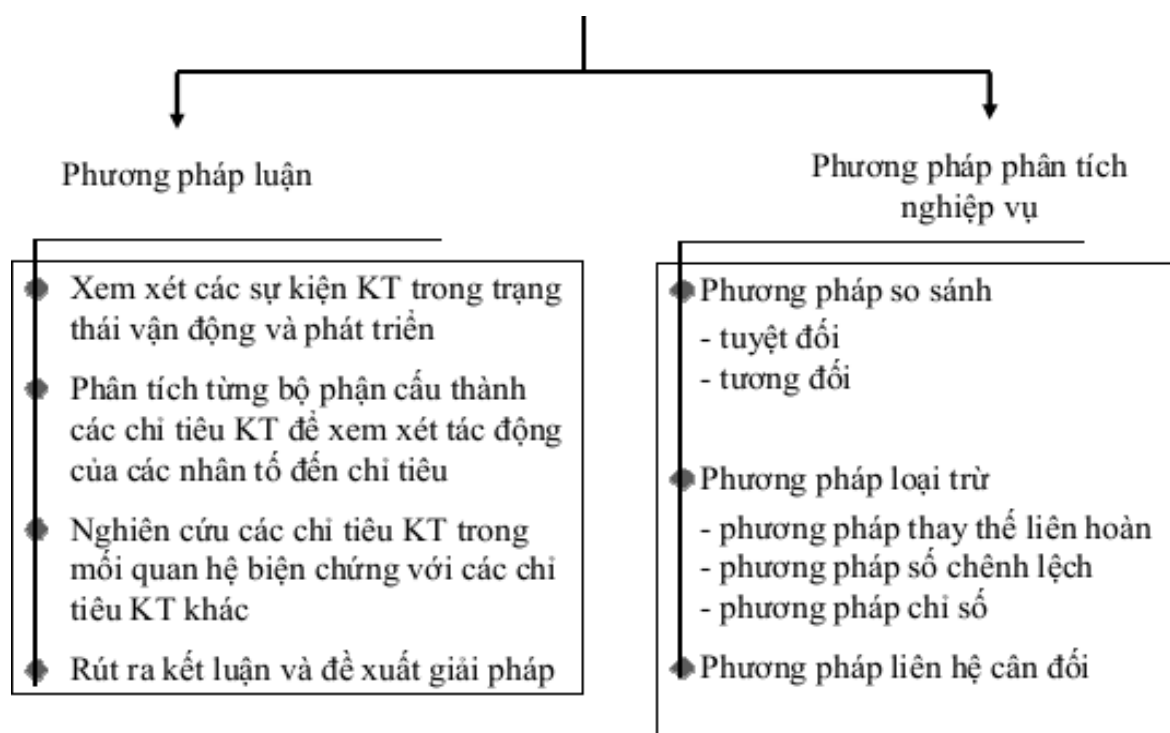 Phương pháp luận
Xem xét các sự kiện KT trong trạng
thái vận động và phát triển
Phân tích từng bộ phận cấu thành
các chỉ tiêu KT để xem xét tác động
của các nhân tố đến chỉ tiêu
Nghiên cứu các chỉ tiêu KT trong
mối quan hệ biện chứng với các chỉ
tiêu KT khác
Rút ra kết luận và đề xuất giải pháp
Phương pháp phân tích
nghiệp vụ
Phương pháp so sánh
- tuyệt đối
- tương đối
Phương pháp loại trừ
- phương pháp thay thế liên hoàn
- phương pháp số chênh lệch
- phương pháp chỉ số
Phương pháp liên hệ cân đối